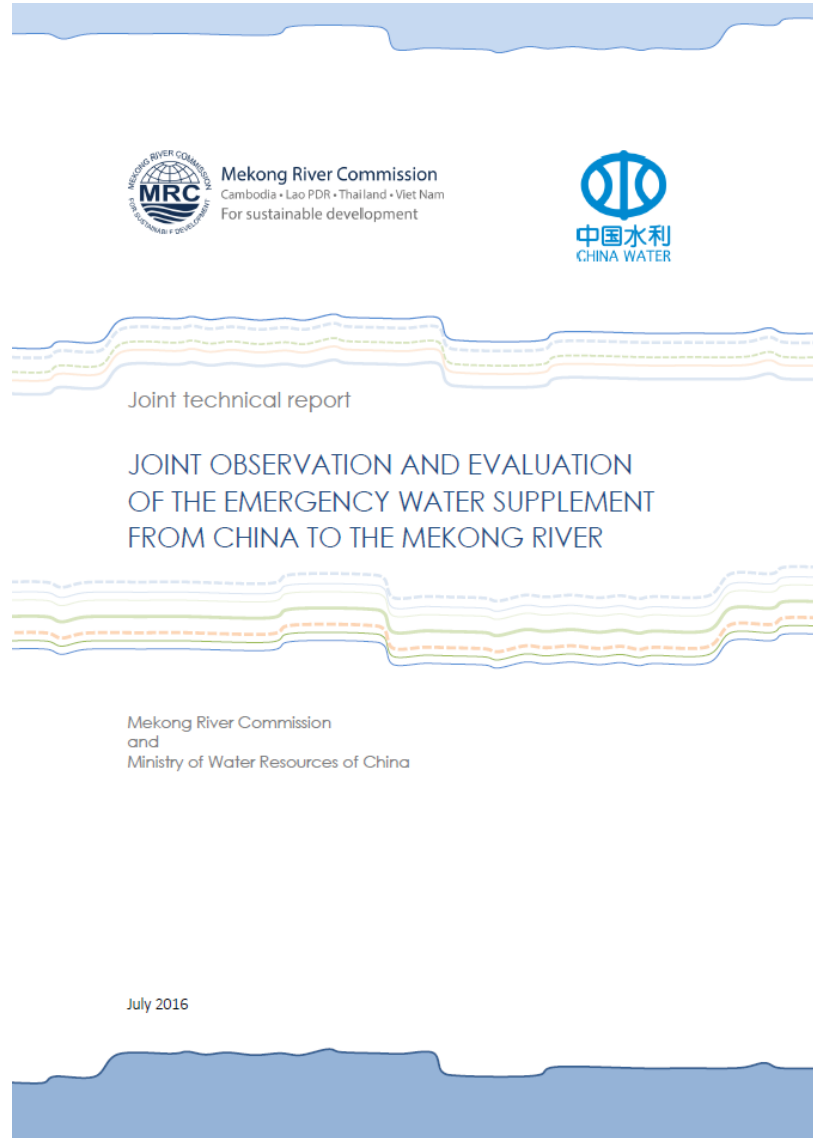 MEKONG RIVER COMMISSION
MRC
FOR SUSTAINABLE DEVELOPMENT
Mekong River Commission
Cambodia • Lao PDR • Thailand • Viet Nam
For sustainable development
中国水利
CHINA WATER
Joint technical report
JOINT OBSERVATION AND EVALUATION
OF THE EMERGENCY WATER SUPPLEMENT
FROM CHINA TO THE MEKONG RIVER
Mekong River Commission
and
Ministry of Water Resources of China
July 2016